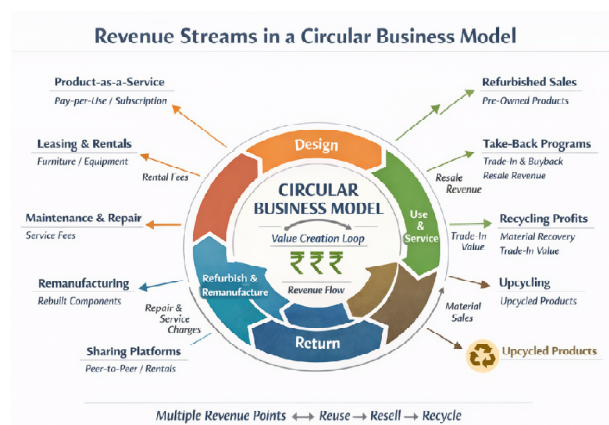 Revenue Streams in a Circular Business Model
Product-as-a-Service
Pay-per-Use / Subscription
Leasing & Rentals
Furniture / Equipment
Rental Fees
Maintenance & Repair
Service Fees
Remanufacturing
Rebuilt Components
Repair &
Service
Charges
Sharing Platforms
Peer-to-Peer / Rentals
Design
CIRCULAR
BUSINESS MODEL
Value Creation Loop
₹₹₹
Revenue Flow
Use
&
Service
Refurbish &
Remanufacture
Return
Refurbished Sales
Pre-Owned Products
Take-Back Programs
Trade-In & Buyback
Resale Revenue
Resale
Revenue
Recycling Profits
Material Recovery
Trade-In Value
Trade-In
Value
Upcycling
Upcycled Products
Material
Sales
Upcycled Products
Multiple Revenue Points ⟷ Reuse → Resell → Recycle